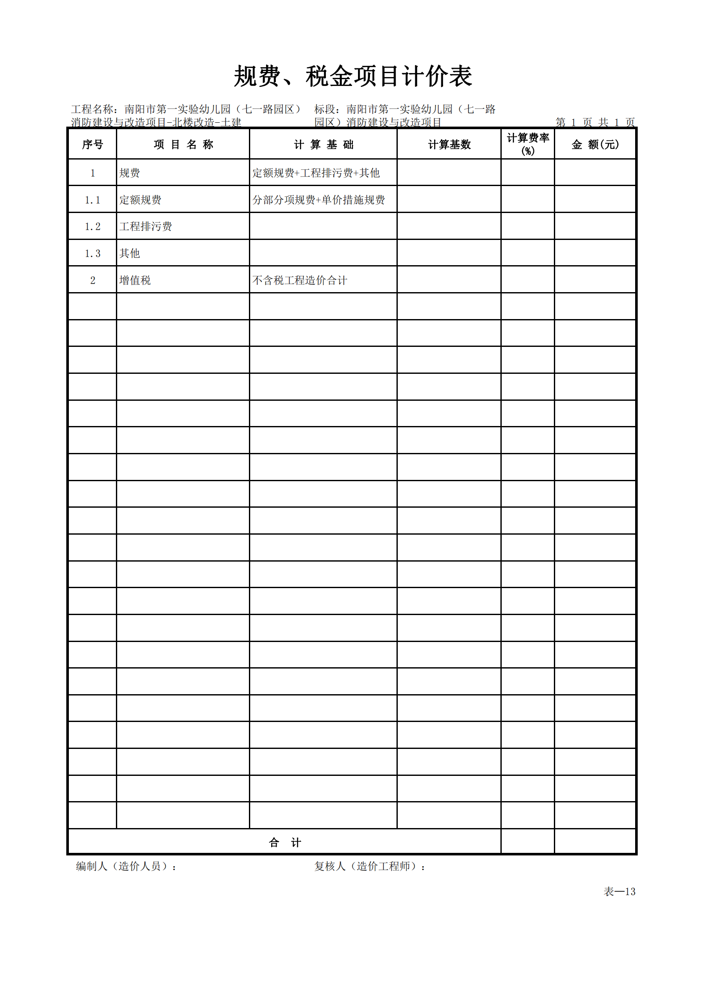 规费、税金项目计价表
工程名称：南阳市第一实验幼儿园（七一路园区）
消防建设与改造项目-北楼改造-土建
标段：南阳市第一实验幼儿园（七一路
园区）消防建设与改造项目
第 1 页 共 1 页
序号 项 目 名 称 计 算 基 础 计算基数 计算费率(%) 金 额(元)
1 规费 定额规费+工程排污费+其他
1.1 定额规费 分部分项规费+单价措施规费
1.2 工程排污费
1.3 其他
2 增值税 不含税工程造价合计
合 计
编制人（造价人员）： 复核人（造价工程师）：
表—13